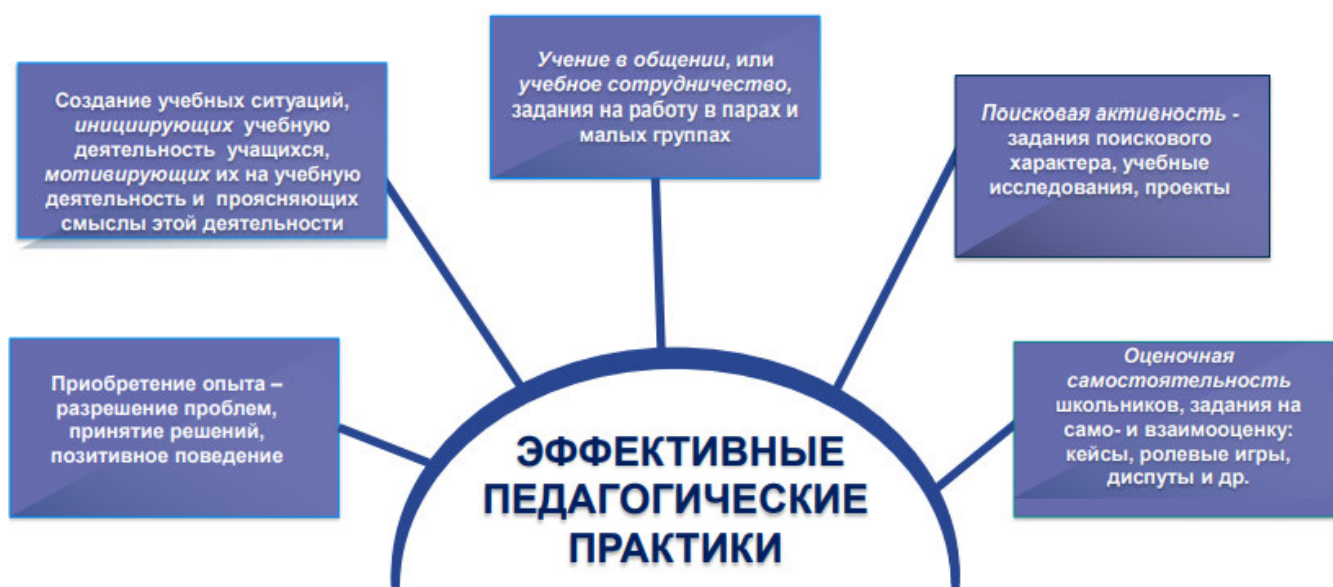 Создание учебных ситуаций,
инициирующих учебную
деятельность учащихся,
мотивирующих их на учебную
деятельность и проясняющих
смыслы этой деятельности
Учение в общении, или
учебное сотрудничество,
задания на работу в парах и
малых группах
Поисковая активность -
задания поискового
характера, учебные
исследования, проекты
Приобретение опыта –
разрешение проблем,
принятие решений,
позитивное поведение
Оценочная
самостоятельность
школьников, задания на
само- и взаимооценку:
кейсы, ролевые игры,
диспуты и др.
ЭФФЕКТИВНЫЕ
ПЕДАГОГИЧЕСКИЕ
ПРАКТИКИ